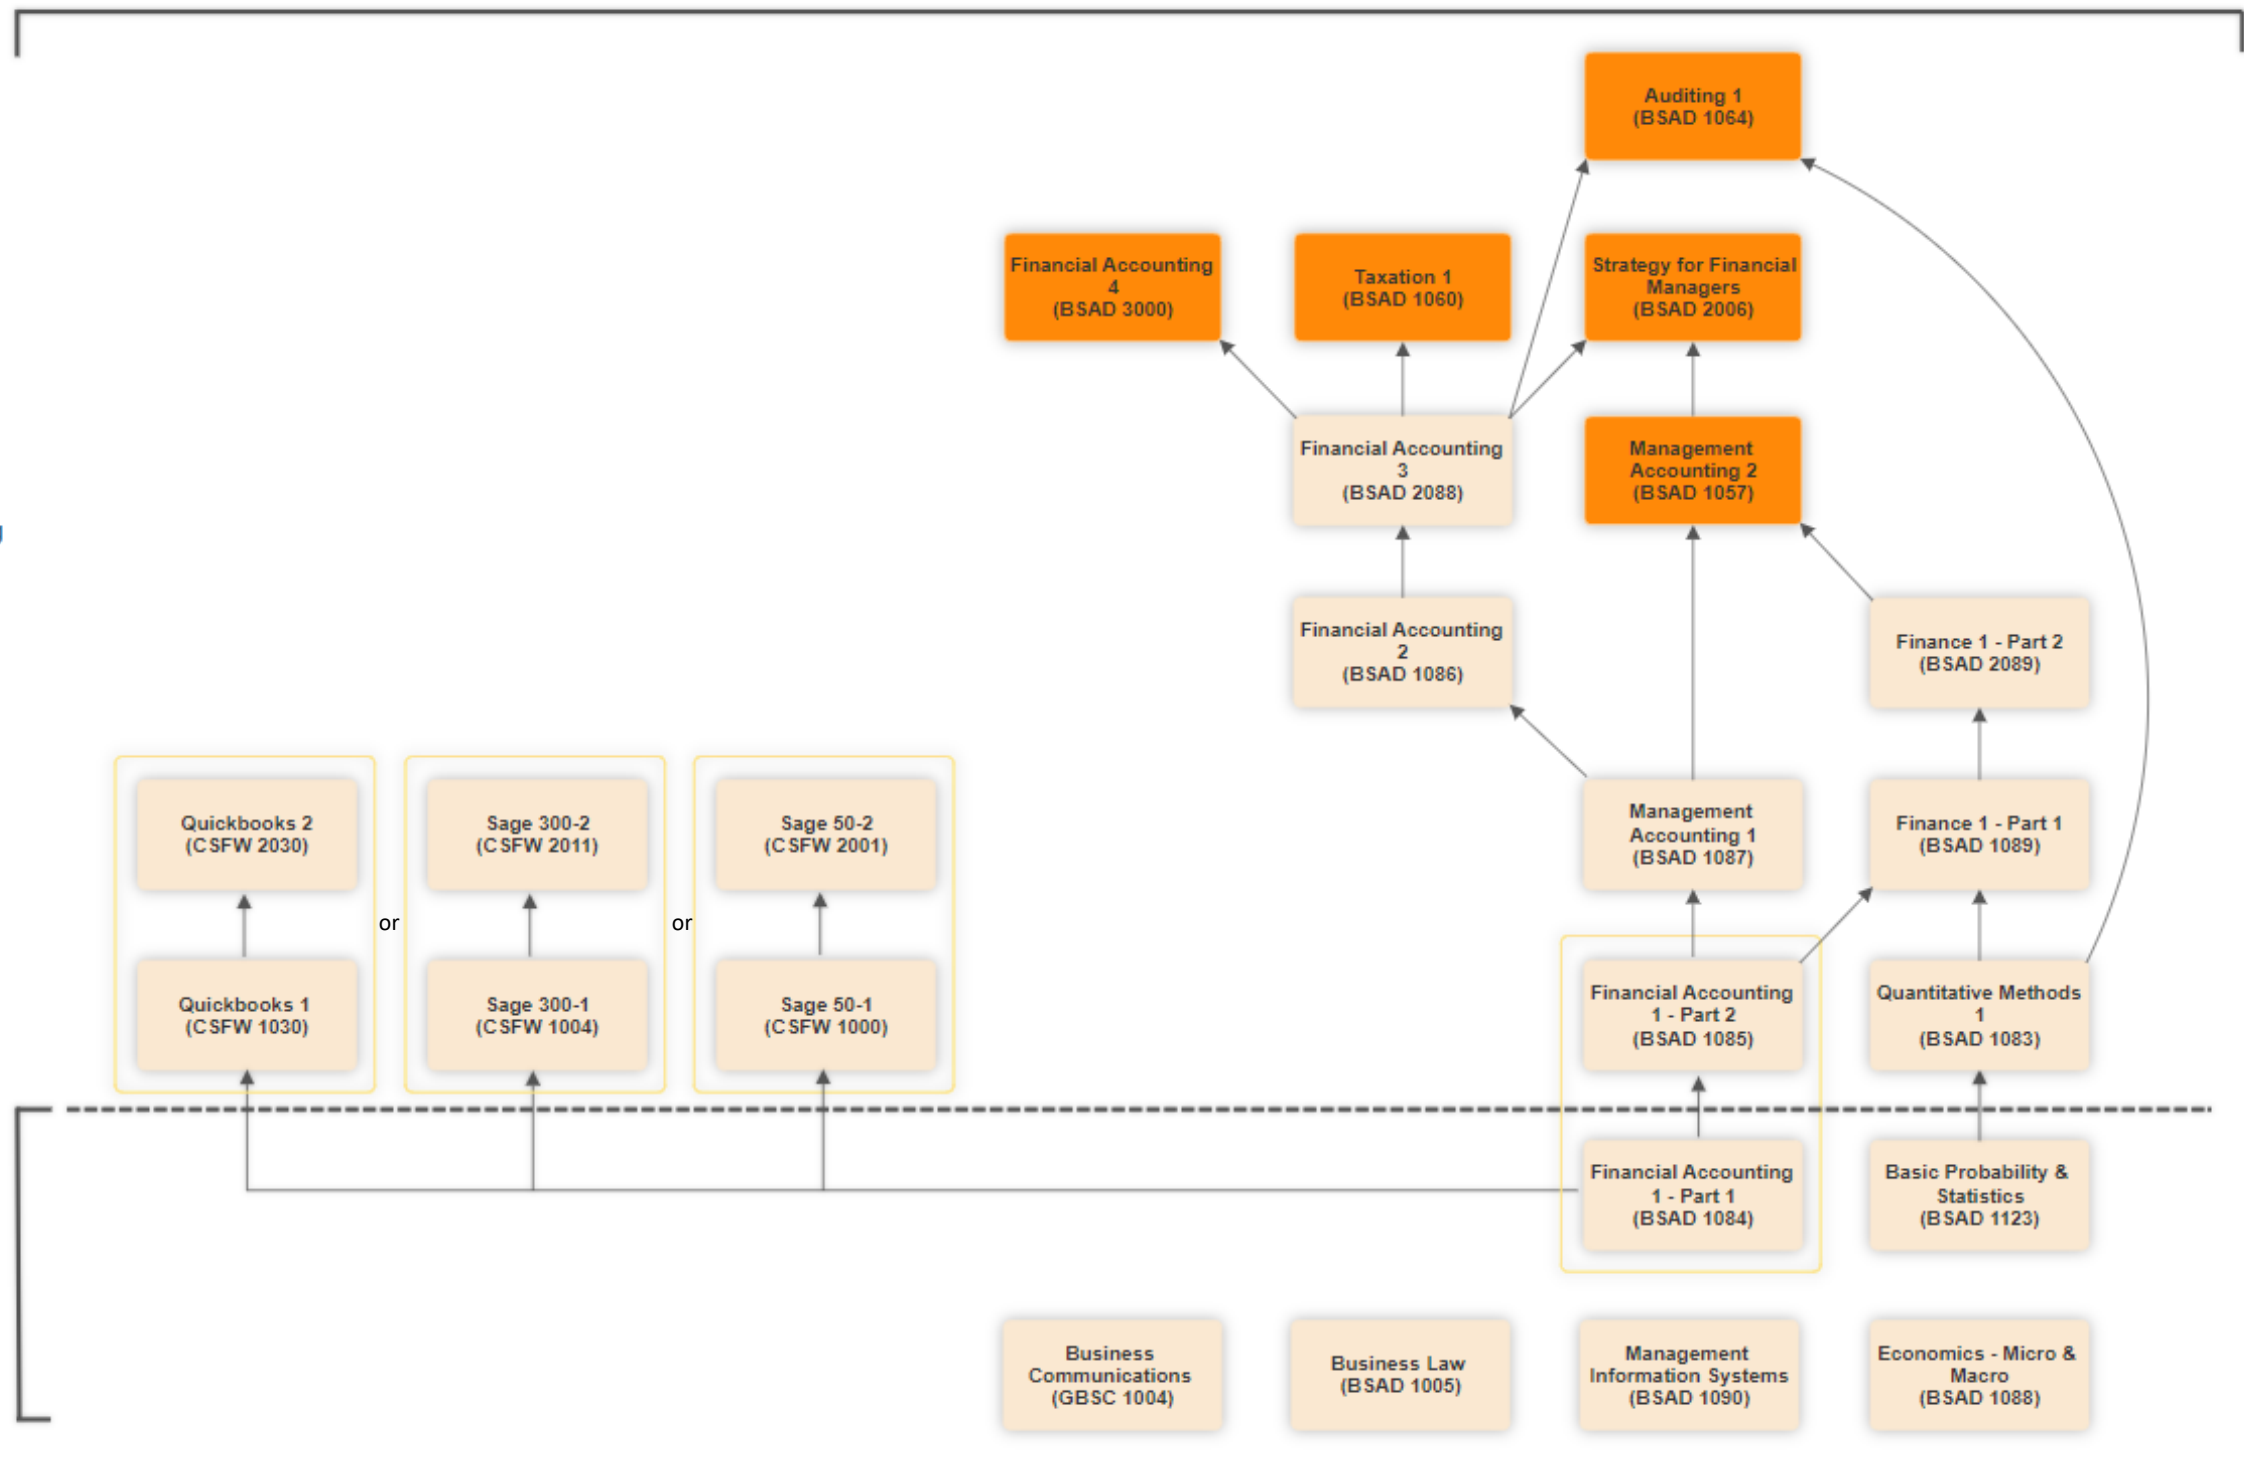 Auditing 1
(BSAD 1064)
Financial Accounting
4
(BSAD 3000)
Taxation 1
(BSAD 1060)
Strategy for Financial
Managers
(BSAD 2006)
Financial Accounting
3
(BSAD 2088)
Management
Accounting 2
(BSAD 1057)
Financial Accounting
2
(BSAD 1086)
Finance 1 - Part 2
(BSAD 2089)
Quickbooks 2
(CSFW 2030)
Sage 300-2
(CSFW 2011)
Sage 50-2
(CSFW 2001)
Management
Accounting 1
(BSAD 1087)
Finance 1 - Part 1
(BSAD 1089)
or
or
Quickbooks 1
(CSFW 1030)
Sage 300-1
(CSFW 1004)
Sage 50-1
(CSFW 1000)
Financial Accounting
1 - Part 2
(BSAD 1085)
Quantitative Methods
1
(BSAD 1083)
Financial Accounting
1 - Part 1
(BSAD 1084)
Basic Probability &
Statistics
(BSAD 1123)
Business
Communications
(GBSC 1004)
Business Law
(BSAD 1005)
Management
Information Systems
(BSAD 1090)
Economics - Micro &
Macro
(BSAD 1088)